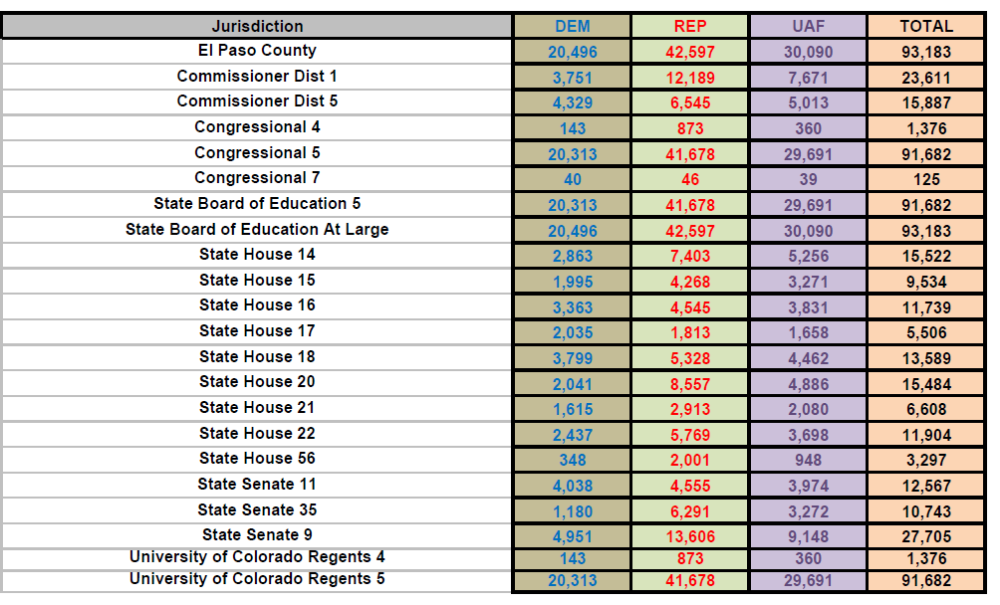 Jurisdiction DEM REP UAF TOTAL
El Paso County 20,496 42,597 30,090 93,183
Commissioner Dist 1 3,751 12,189 7,671 23,611
Commissioner Dist 5 4,329 6,545 5,013 15,887
Congressional 4 143 873 360 1,376
Congressional 5 20,313 41,678 29,691 91,682
Congressional 7 40 46 39 125
State Board of Education 5 20,313 41,678 29,691 91,682
State Board of Education At Large 20,496 42,597 30,090 93,183
State House 14 2,863 7,403 5,256 15,522
State House 15 1,995 4,268 3,271 9,534
State House 16 3,363 4,545 3,831 11,739
State House 17 2,035 1,813 1,658 5,506
State House 18 3,799 5,328 4,462 13,589
State House 20 2,041 8,557 4,886 15,484
State House 21 1,615 2,913 2,080 6,608
State House 22 2,437 5,769 3,698 11,904
State House 56 348 2,001 948 3,297
State Senate 11 4,038 4,555 3,974 12,567
State Senate 35 1,180 6,291 3,272 10,743
State Senate 9 4,951 13,606 9,148 27,705
University of Colorado Regents 4 143 873 360 1,376
University of Colorado Regents 5 20,313 41,678 29,691 91,682